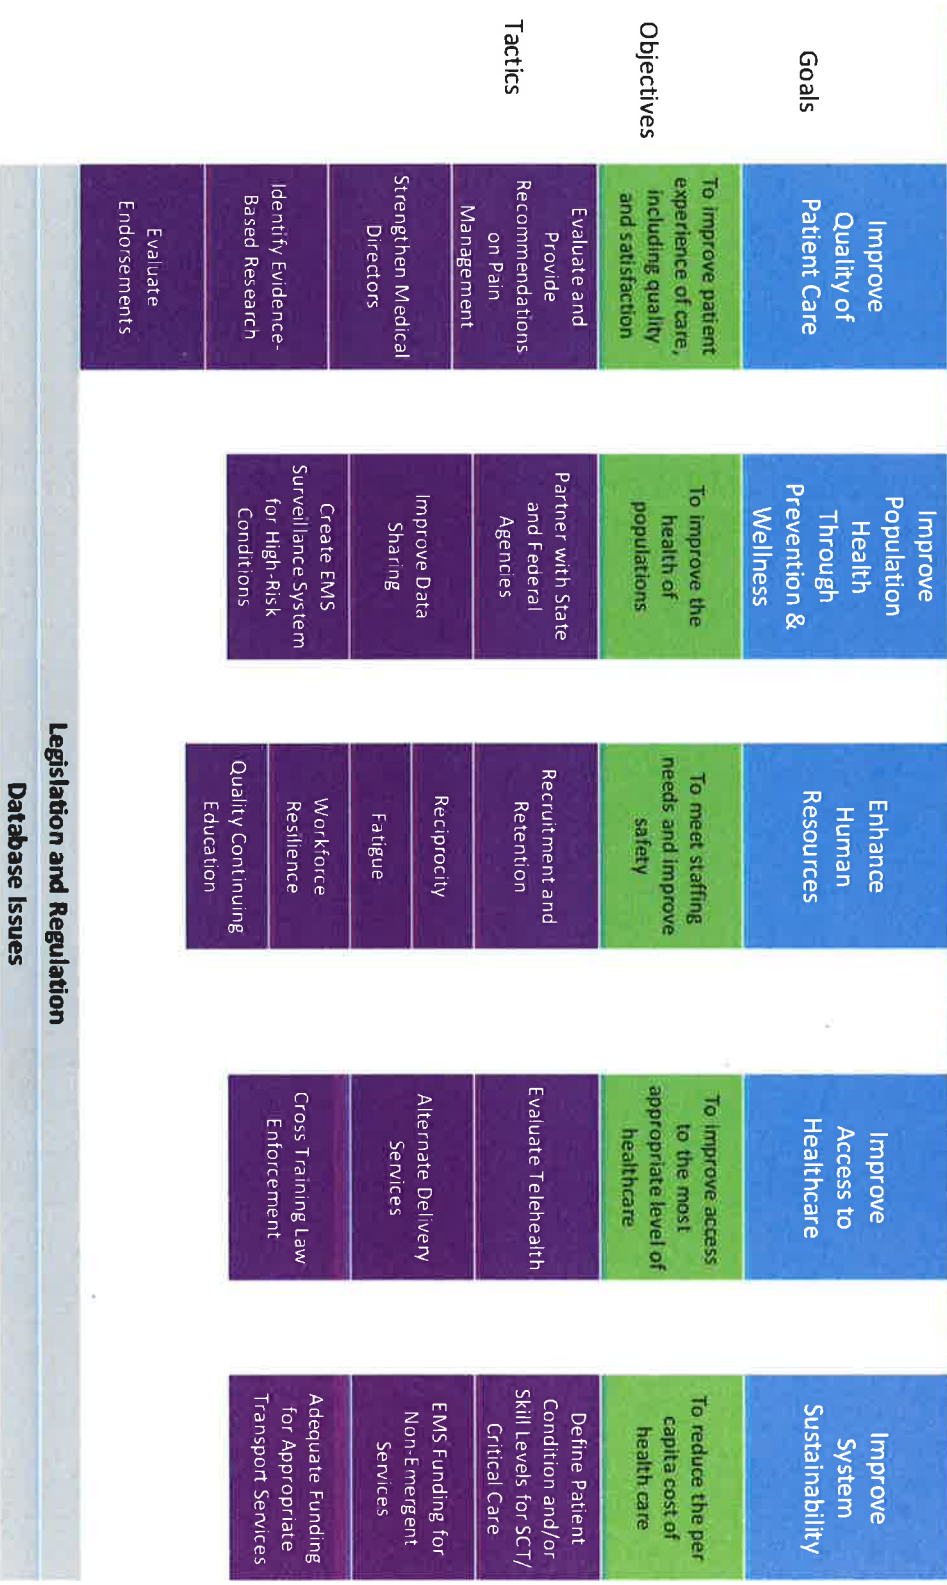 Goals
Improve
Quality of
Patient Care
Improve
Population
Health
Through
Prevention &
Wellness
Enhance
Human
Resources
Improve
Access to
Healthcare
Improve
System
Sustainability
Objectives
To improve patient
experience of care,
including quality
and satisfaction
To improve the
health of
populations
To meet staffing
needs and improve
safety
To improve access
to the most
appropriate level of
healthcare
To reduce the per
capita cost of
health care
Tactics
Evaluate and
Provide
Recommendations
on Pain
Management
Strengthen Medical
Directors
Identify Evidence-
Based Research
Evaluate
Endorsements
Partner with State
and Federal
Agencies
Improve Data
Sharing
Create EMS
Surveillance System
for High-Risk
Conditions
Recruitment and
Retention
Reciprocity
Fatigue
Workforce
Resilience
Quality Continuing
Education
Evaluate Telehealth
Alternate Delivery
Services
Cross Training Law
Enforcement
Define Patient
Condition and/or
Skill Levels for SCT/
Critical Care
EMS Funding for
Non-Emergent
Services
Adequate Funding
for Appropriate
Transport Services
Legislation and Regulation
Database Issues